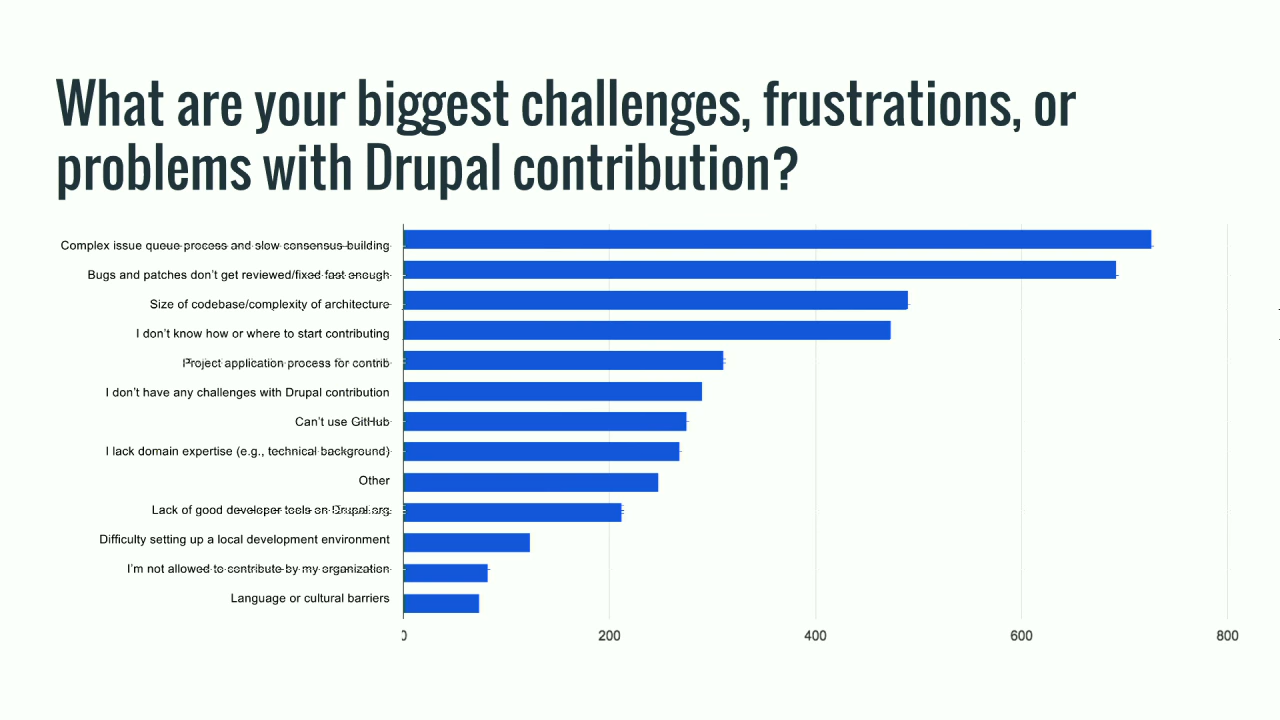 What are your biggest challenges, frustrations, or
problems with Drupal contribution?
Complex issue queue process and slow consensus building
Bugs and patches don't get reviewed/fixed fast enough
Size of codebase/complexity of architecture
I don't know how or where to start contributing
Project application process for contrib
I don't have any challenges with Drupal contribution
Can't use GitHub
I lack domain expertise (e.g., technical background)
Other
Lack of good developer tools on Drupal.org
Difficulty setting up a local development environment
I'm not allowed to contribute by my organization
Language or cultural barriers
0 200 400 600 800